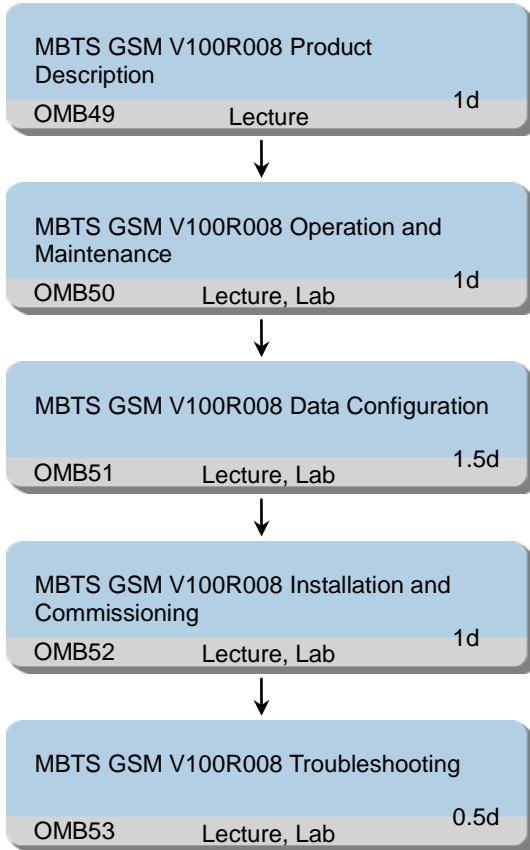 MBTS GSM V100R008 Product
Description
1d
OMB49 Lecture
MBTS GSM V100R008 Operation and
Maintenance
1d
OMB50 Lecture, Lab
MBTS GSM V100R008 Data Configuration
1.5d
OMB51 Lecture, Lab
MBTS GSM V100R008 Installation and
Commissioning
1d
OMB52 Lecture, Lab
MBTS GSM V100R008 Troubleshooting
0.5d
OMB53 Lecture, Lab